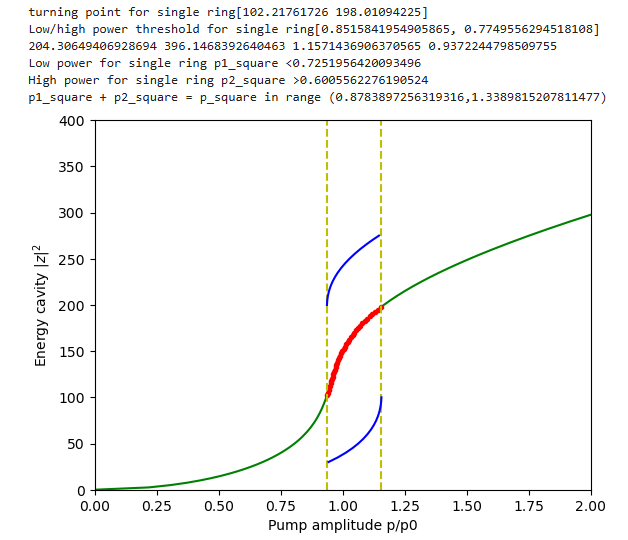 turning point for single ring[102.21761726 198.01094225]
Low/high power threshold for single ring[0.8515841954905865, 0.7749556294518108]
204.30649406928694 396.1468392640463 1.1571436906370565 0.9372244798509755
Low power for single ring p1_square <0.7251956420093496
High power for single ring p2_square >0.6005562276190524
p1_square + p2_square = p_square in range (0.8783897256319316,1.3389815207811477)
400
350
300
250
200
150
100
50
0
Energy cavity |z|²
0.00 0.25 0.50 0.75 1.00 1.25 1.50 1.75 2.00
Pump amplitude p/p0